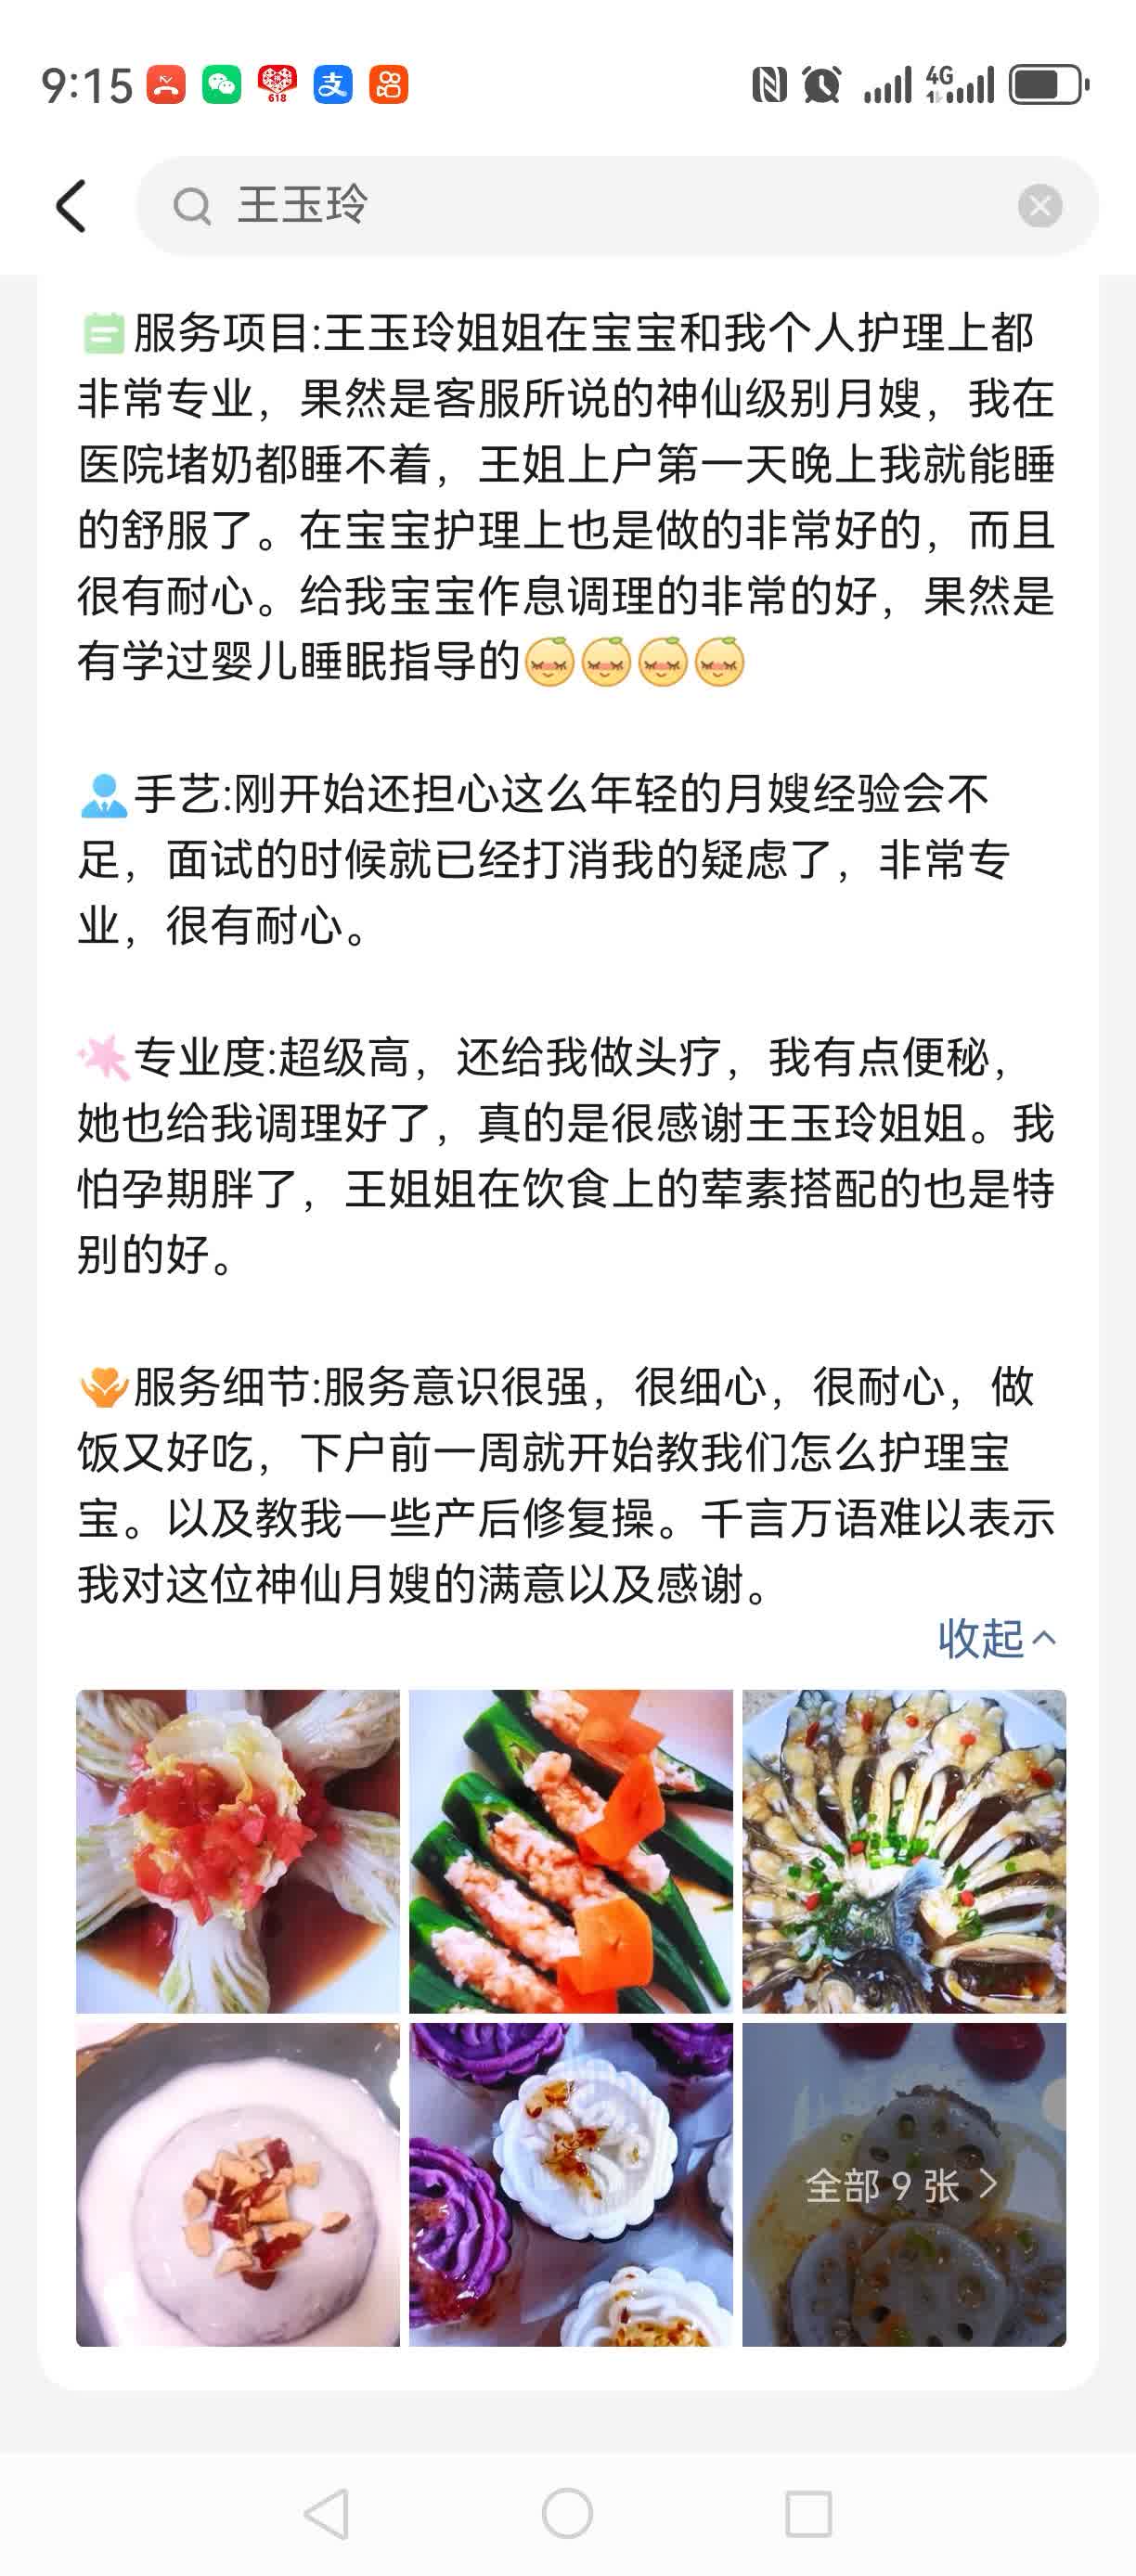 9:15
618
支
4G
王玉玲
服务项目:王玉玲姐姐在宝宝和我个人护理上都
非常专业，果然是客服所说的神仙级别月嫂，我在
医院堵奶都睡不着，王姐上户第一天晚上我就能睡
的舒服了。在宝宝护理上也是做的非常好的，而且
很有耐心。给我宝宝作息调理的非常的好，果然是
有学过婴儿睡眠指导的
手艺:刚开始还担心这么年轻的月嫂经验会不
足，面试的时候就已经打消我的疑虑了，非常专
业，很有耐心。
专业度:超级高，还给我做头疗，我有点便秘，
她也给我调理好了，真的是很感谢王玉玲姐姐。我
怕孕期胖了，王姐姐在饮食上的荤素搭配的也是特
别的好。
服务细节:服务意识很强，很细心，很耐心，做
饭又好吃，下户前一周就开始教我们怎么护理宝
宝。以及教我一些产后修复操。千言万语难以表示
我对这位神仙月嫂的满意以及感谢。
收起
全部 9 张